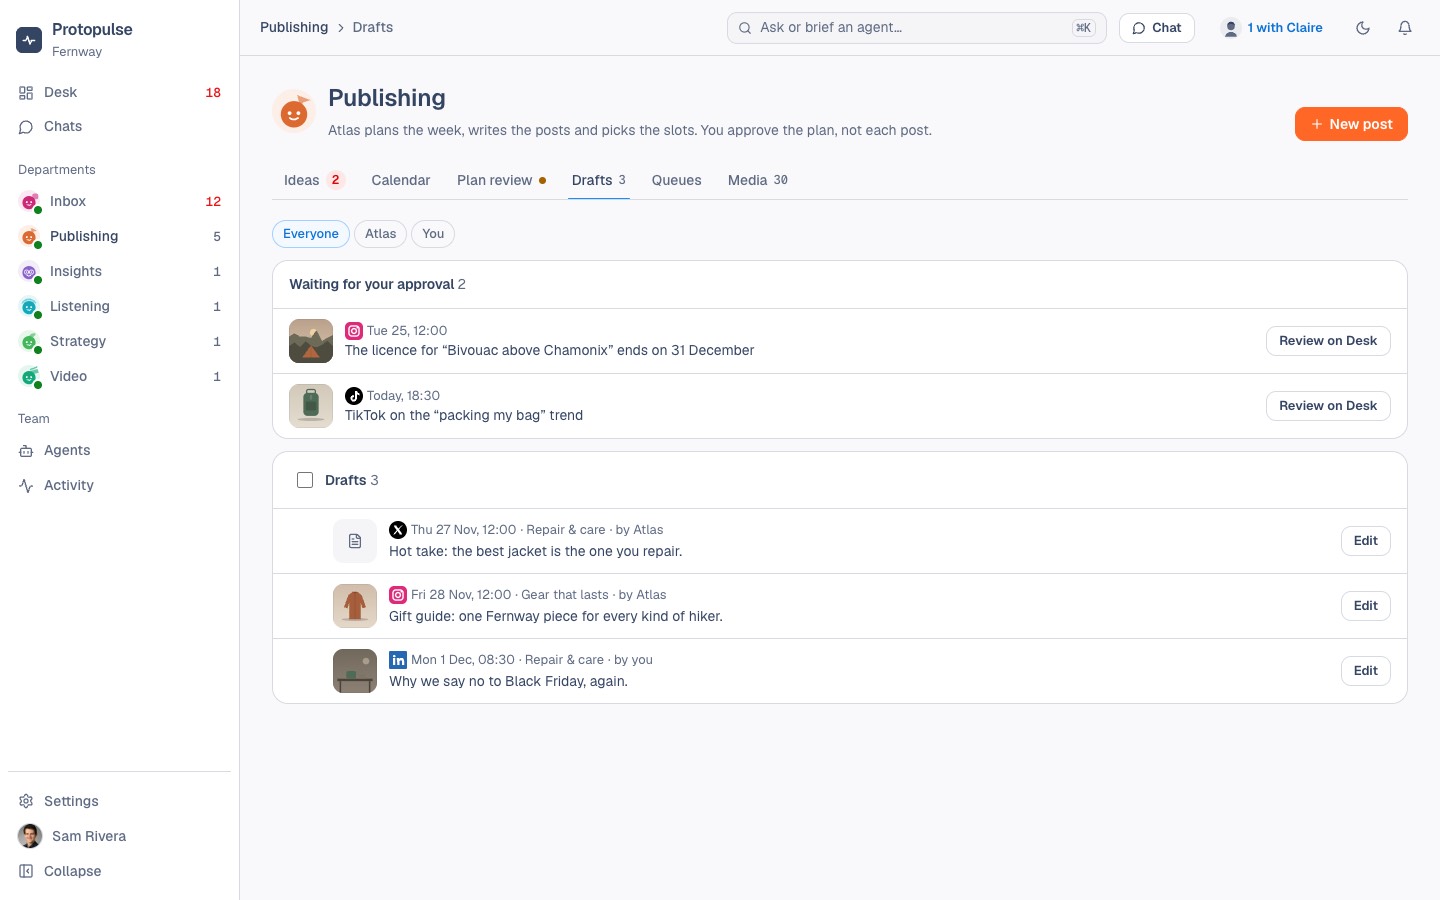 Protopulse
Fernway
Desk 18
Chats
Departments
Inbox 12
Publishing 5
Insights 1
Listening 1
Strategy 1
Video 1
Team
Agents
Activity
Settings
Sam Rivera
Collapse
Publishing > Drafts
Ask or brief an agent… ⌘K
Chat
1 with Claire
Publishing
Atlas plans the week, writes the posts and picks the slots. You approve the plan, not each post.
+ New post
Ideas 2 Calendar Plan review Drafts 3 Queues Media 30
Everyone Atlas You
Waiting for your approval 2
Tue 25, 12:00
The licence for “Bivouac above Chamonix” ends on 31 December
Review on Desk
Today, 18:30
TikTok on the “packing my bag” trend
Review on Desk
Drafts 3
Thu 27 Nov, 12:00 · Repair & care · by Atlas
Hot take: the best jacket is the one you repair.
Edit
Fri 28 Nov, 12:00 · Gear that lasts · by Atlas
Gift guide: one Fernway piece for every kind of hiker.
Edit
Mon 1 Dec, 08:30 · Repair & care · by you
Why we say no to Black Friday, again.
Edit